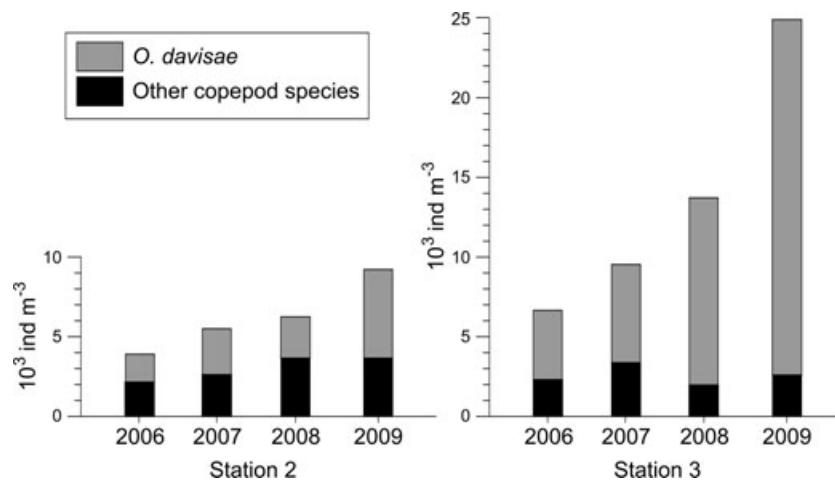 O. davisae
Other copepod species
10³ ind m⁻³
10
5
0
2006 2007 2008 2009
Station 2
10³ ind m⁻³
25
20
15
10
5
0
2006 2007 2008 2009
Station 3